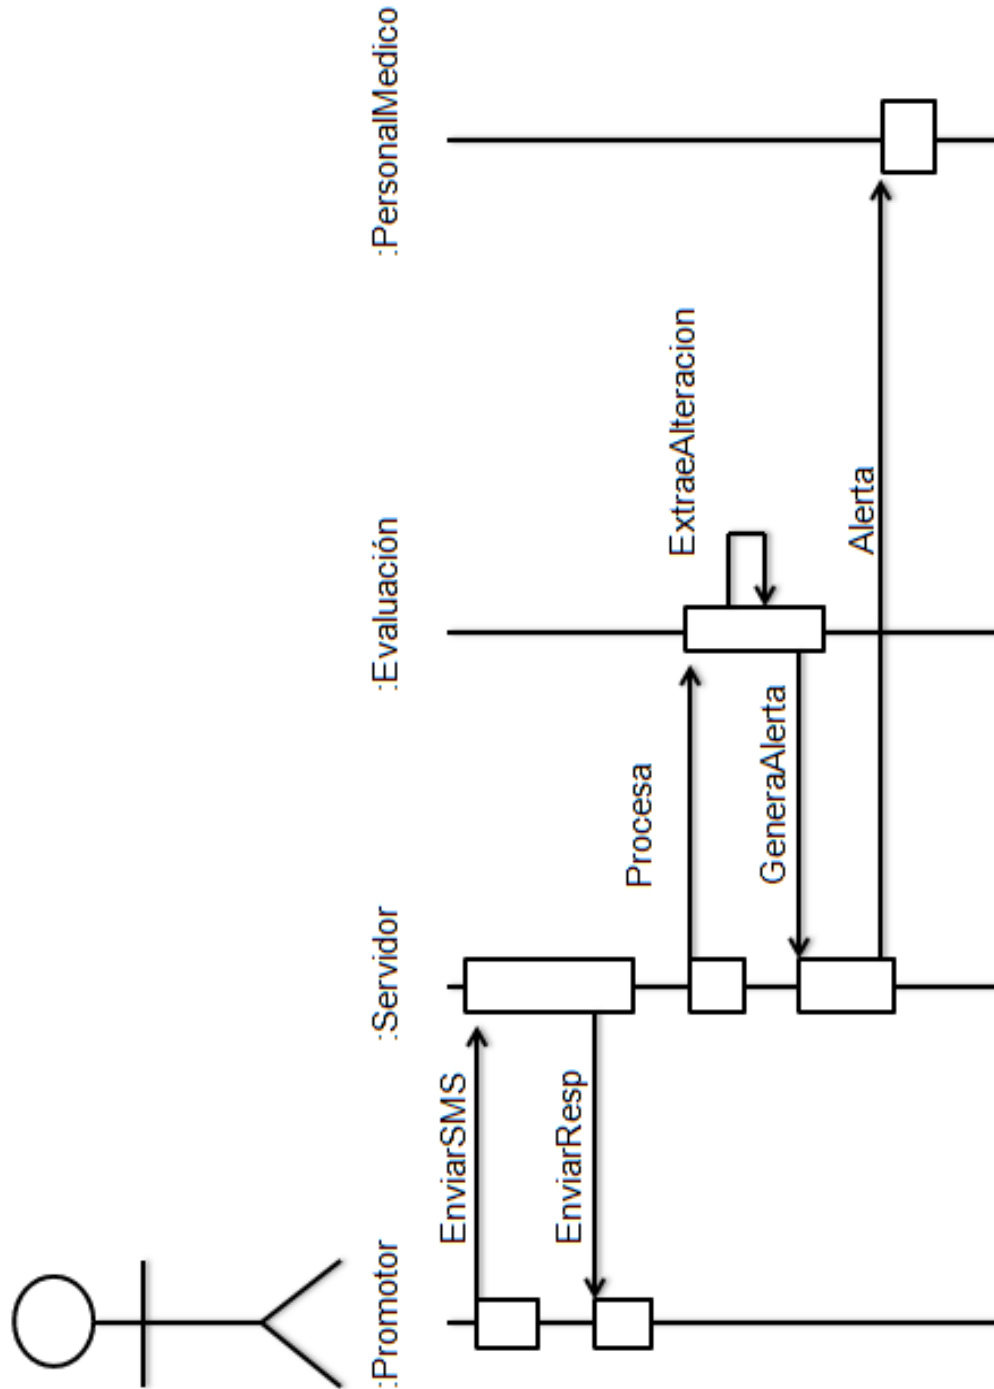 :Promotor
:Servidor
:Evaluación
:PersonalMedico
EnviarSMS
EnviarResp
Procesa
ExtraeAlteracion
GeneraAlerta
Alerta